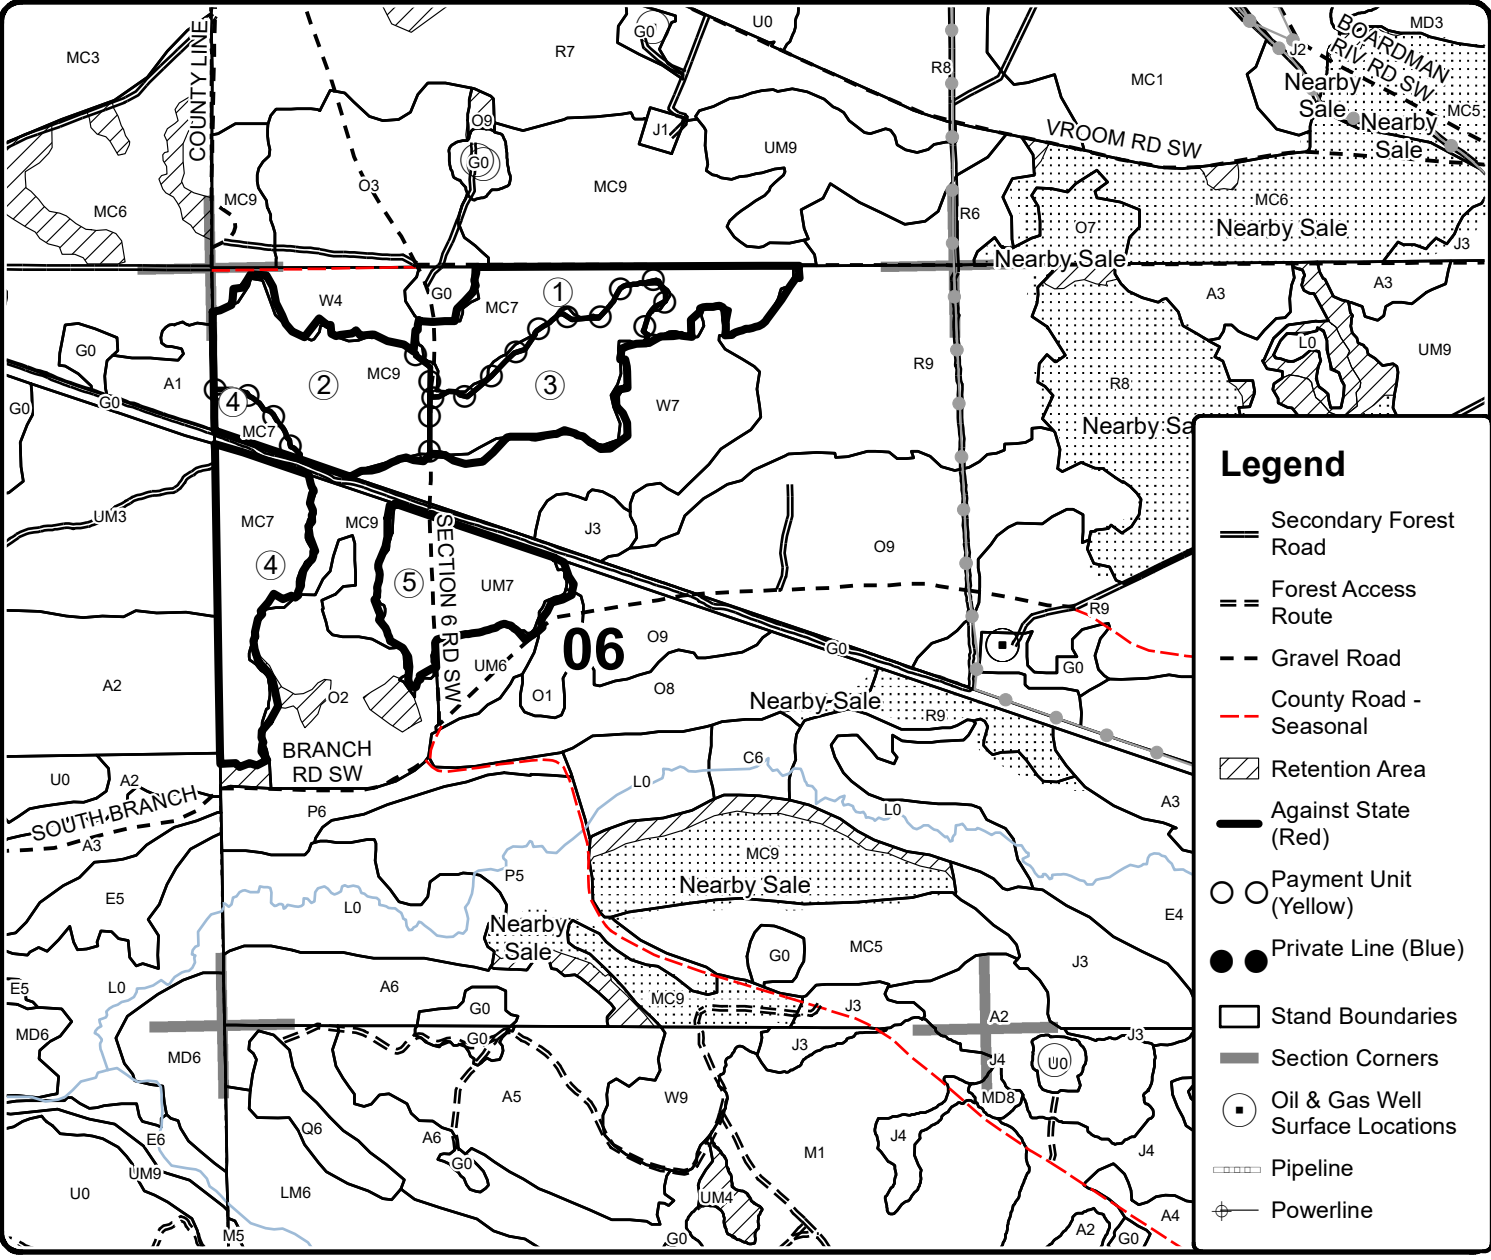 MC3
COUNTY LINE
R7
G0
U0
R8
MC1
J2
MD3
BOARDMAN
RIV RD SW
Nearby
Sale
MC5
Nearby
Sale
O9
J1
G0
VROOM RD SW
UM9
O3
MC9
MC9
MC6
R6
MC6
Nearby Sale
O7
J3
Nearby Sale
W4
G0
MC7
1
A3
A3
G0
A1
MC9
2
3
R9
R8
L0
UM9
G0
G0
4
MC7
W7
Nearby Sa
UM3
MC7
MC9
J3
O9
SECTION 6 RD SW
4
5
UM7
R9
06
O9
G0
G0
UM6
A2
O2
O1
O8
Nearby Sale
R9
BRANCH
RD SW
U0
A2
SOUTH BRANCH
A3
C6
L0
L0
A3
P6
MC9
Nearby Sale
P5
E5
L0
Nearby
Sale
E4
MC5
G0
J3
E5
L0
A6
G0
MC9
J3
A2
MD6
MD6
G0
J3
J3
J4
U0
A5
W9
MD8
Q6
A6
E6
G0
M1
J4
J4
UM9
U0
LM6
UM4
M5
G0
A2
G0
A4
Legend
Secondary Forest
Road
Forest Access
Route
Gravel Road
County Road -
Seasonal
Retention Area
Against State
(Red)
Payment Unit
(Yellow)
Private Line (Blue)
Stand Boundaries
Section Corners
Oil & Gas Well
Surface Locations
Pipeline
Powerline